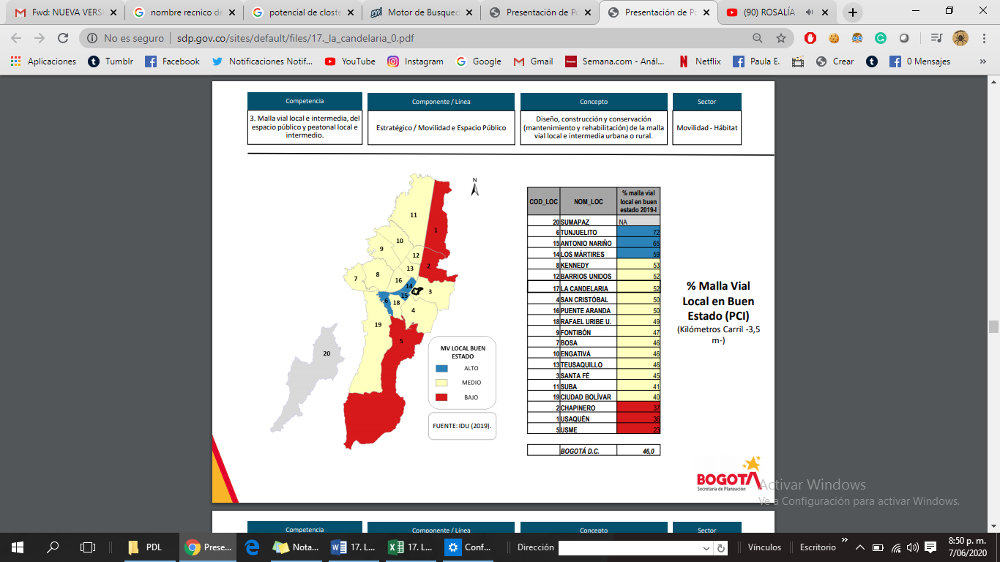 Fwd: NUEVA VERS
nombre recnico de
potencial de closte
Motor de Busquec
Presentación de Po
Presentación de Po
(90) ROSALÍA
No es seguro
sdp.gov.co/sites/default/files/17._la_candelaria_0.pdf
Aplicaciones
Tumblr
Facebook
Notificaciones Notif...
YouTube
Instagram
Google
Gmail
Semana.com - Anál...
Netflix
Paula E.
Crear
0 Mensajes
»
Competencia
Componente / Línea
Concepto
Sector
3. Malla vial local e intermedia, del
espacio público y peatonal local e
intermedio.
Estratégico / Movilidad e Espacio Público
Diseño, construcción y conservación
(mantenimiento y rehabilitación) de la malla
vial local e intermedia urbana o rural.
Movilidad - Hábitat
N
11
1
10
9
12
2
13
8
7
16
14
3
15
6
18
4
19
5
20
MV LOCAL BUEN
ESTADO
ALTO
MEDIO
BAJO
FUENTE: IDU (2019).
COD_LOC NOM_LOC % malla vial
local en buen
estado 2019-I
20 SUMAPAZ NA
6 TUNJUELITO 72
15 ANTONIO NARIÑO 65
14 LOS MÁRTIRES 59
8 KENNEDY 53
12 BARRIOS UNIDOS 52
17 LA CANDELARIA 52
4 SAN CRISTÓBAL 50
16 PUENTE ARANDA 50
18 RAFAEL URIBE U. 49
9 FONTIBÓN 47
7 BOSA 46
10 ENGATIVÁ 46
13 TEUSAQUILLO 46
3 SANTA FÉ 45
11 SUBA 41
19 CIUDAD BOLÍVAR 40
2 CHAPINERO 37
1 USAQUÉN 36
5 USME 23
BOGOTÁ D.C. 46,0
% Malla Vial
Local en Buen
Estado (PCI)
(Kilómetros Carril -3,5
m-)
BOGOTÁ
Secretaría de Planeación
Activar Windows
Ve a Configuración para activar Windows.
Competencia
Componente / Línea
Concepto
Sector
PDL
Prese...
Nota...
17. L...
17. L...
Conf...
Dirección
Vínculos
Escritorio
»
8:50 p. m.
7/06/2020